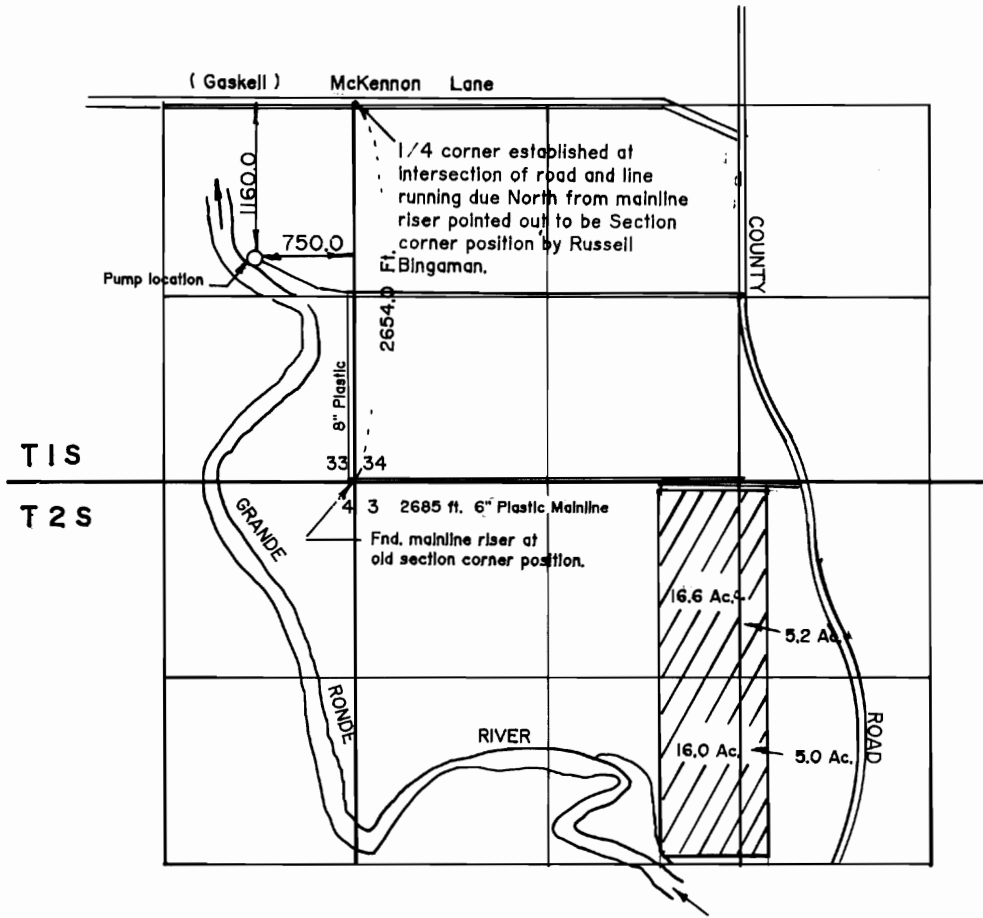 ( Gaskell ) McKennon Lane
1/4 corner established at
intersection of road and line
running due North from mainline
riser pointed out to be Section
corner position by Russell
Bingaman.
1160.0
750.0
Pump location
COUNTY
2654.0 Ft.
8" Plastic
T1S
33 34
T2S
4 3 2685 ft. 6" Plastic Mainline
Fnd. mainline riser at
old section corner position.
GRANDE
16.6 Ac.
5.2 Ac.
RONDE
RIVER
ROAD
16.0 Ac.
5.0 Ac.